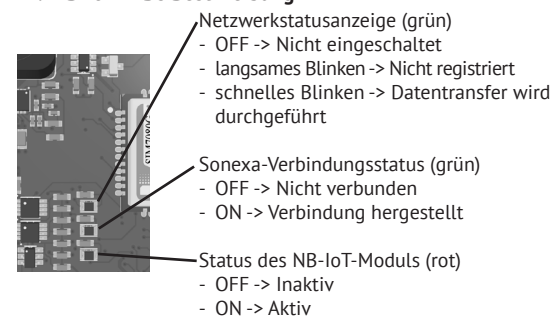 Netzwerkstatusanzeige (grün)
- OFF -> Nicht eingeschaltet
- langsames Blinken -> Nicht registriert
- schnelles Blinken -> Datentransfer wird
durchgeführt
Sonexa-Verbindungsstatus (grün)
- OFF -> Nicht verbunden
- ON -> Verbindung hergestellt
Status des NB-IoT-Moduls (rot)
- OFF -> Inaktiv
- ON -> Aktiv